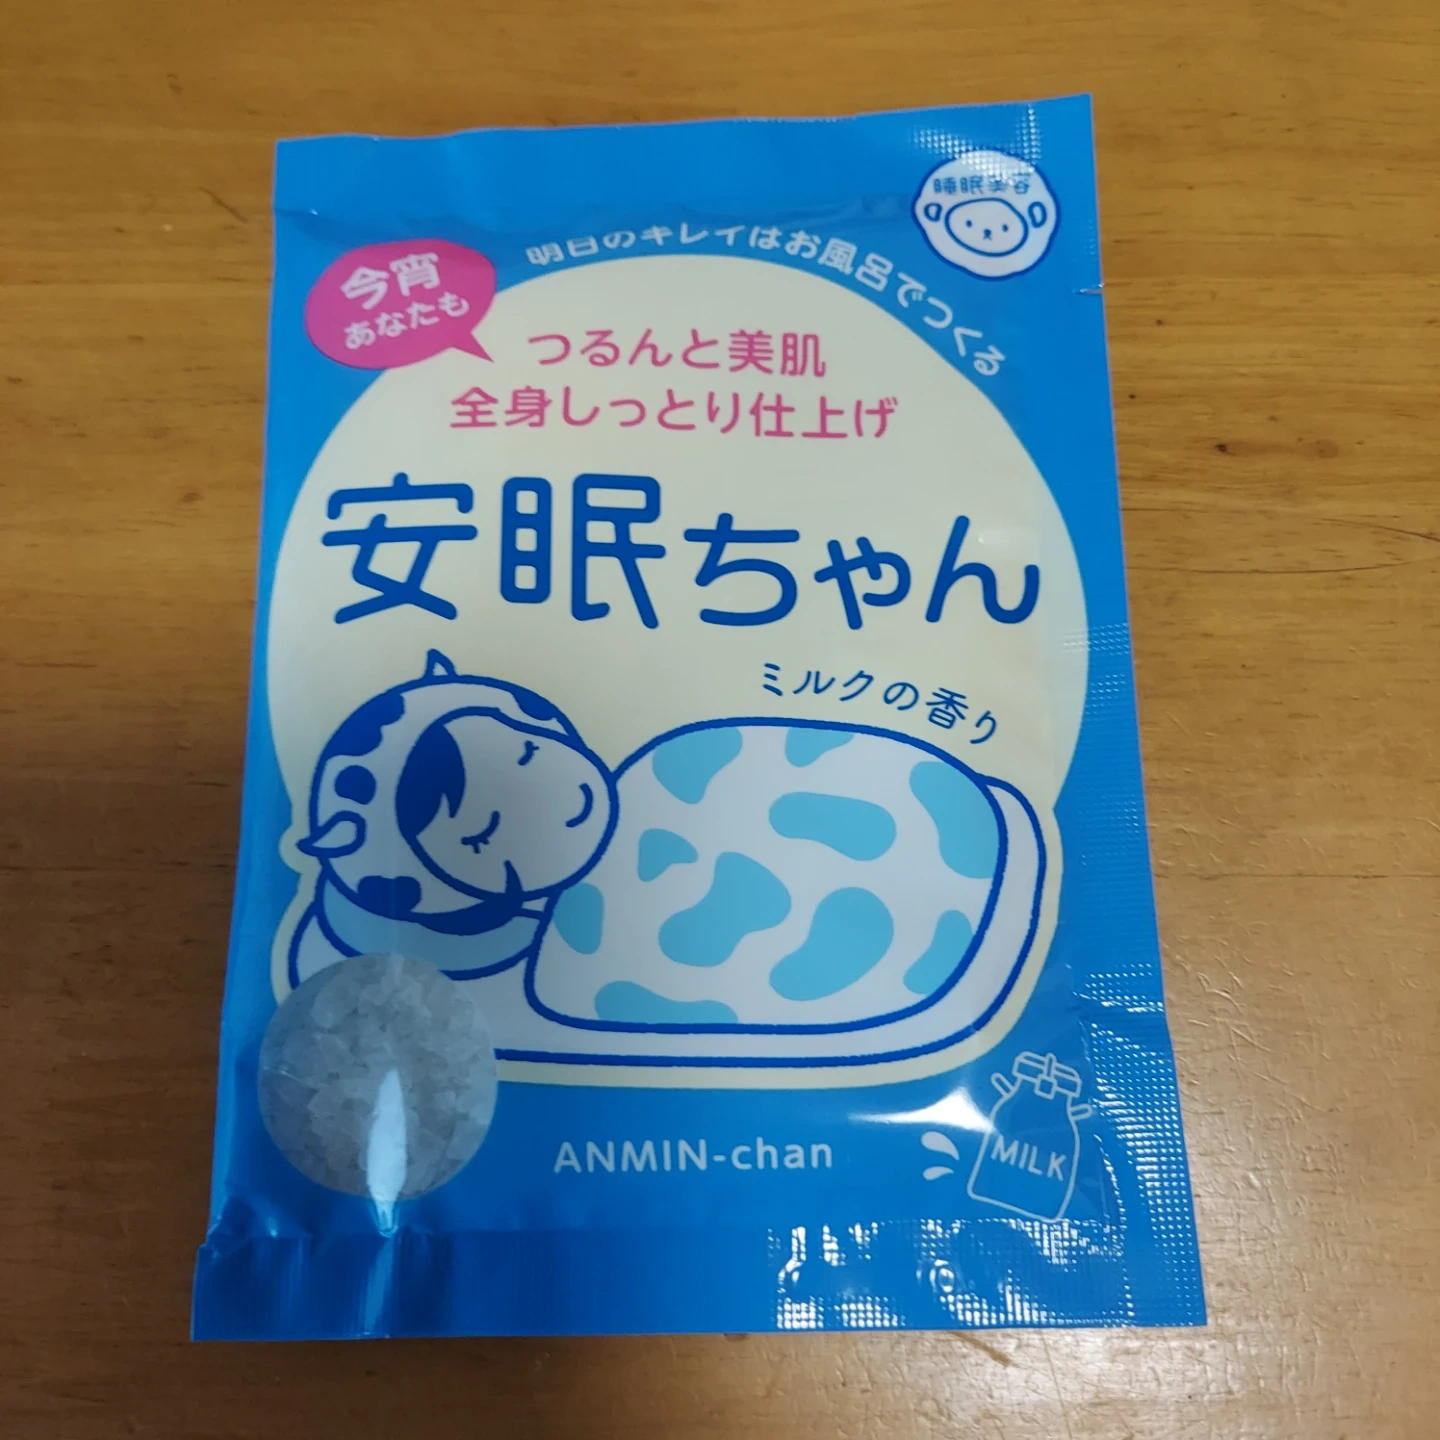 睡眠美容
明日のキレイはお風呂でつくる
今宵
あなたも
つるんと美肌
全身しっとり仕上げ
安眠ちゃん
ミルクの香り
ANMIN-chan
MILK